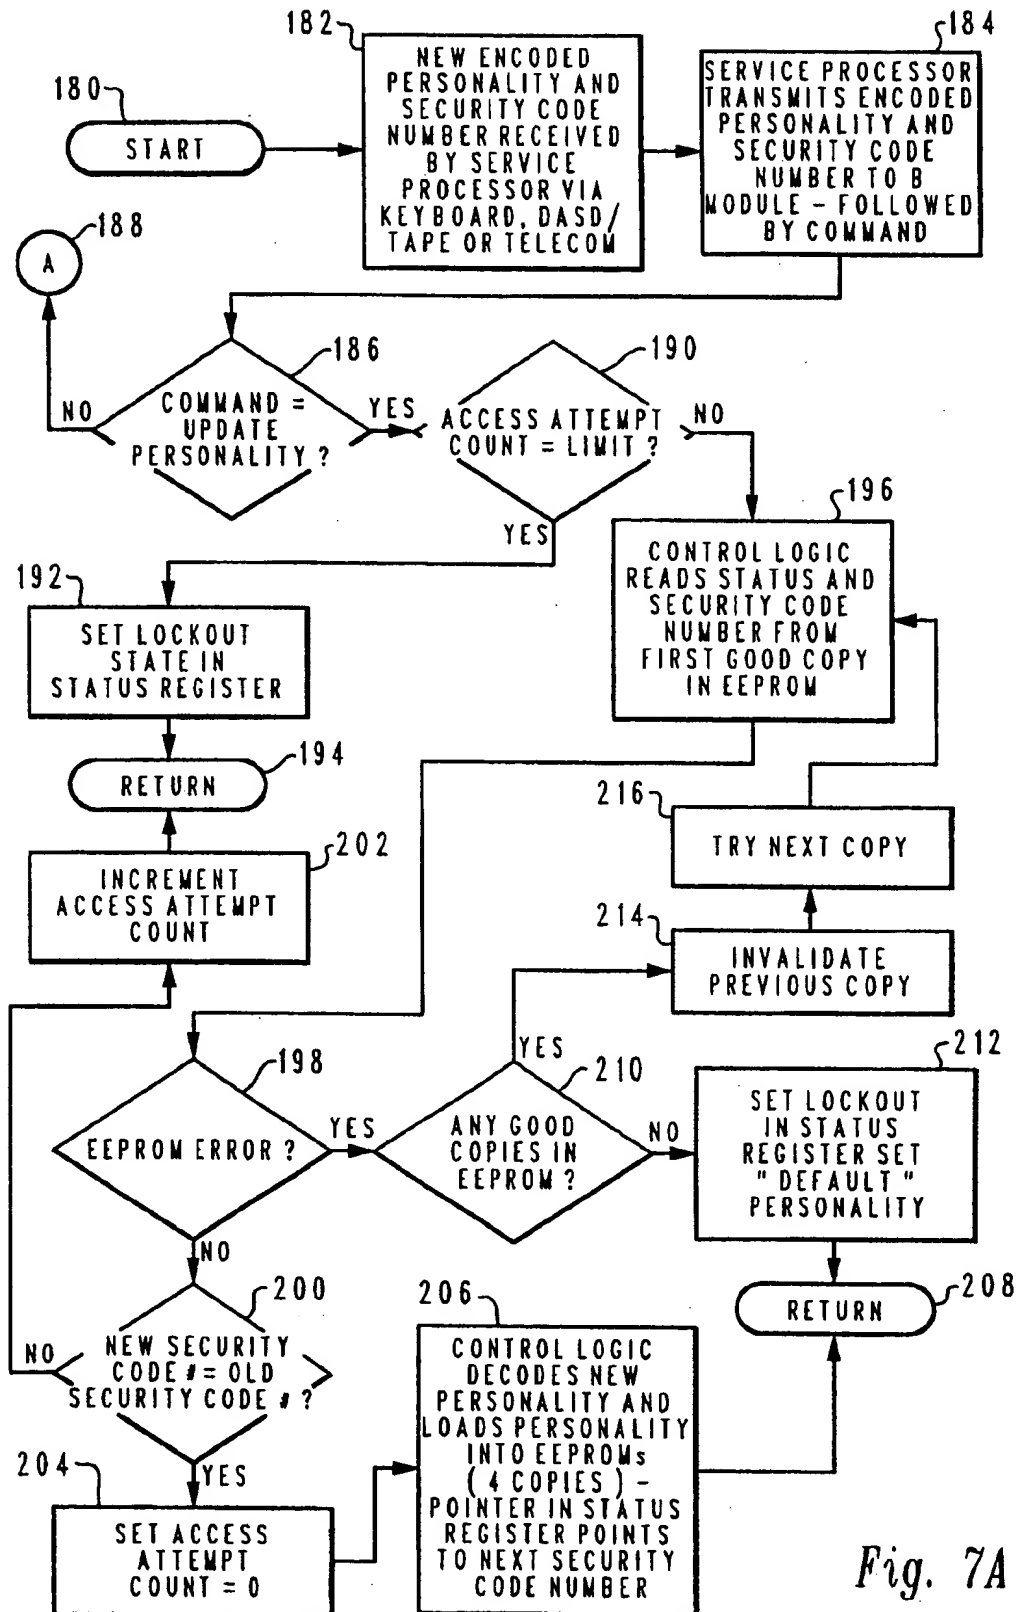 182
184
NEW ENCODED
PERSONALITY AND
SECURITY CODE
NUMBER RECEIVED
BY SERVICE
PROCESSOR VIA
KEYBOARD, DASD/
TAPE OR TELECOM
SERVICE PROCESSOR
TRANSMITS ENCODED
PERSONALITY AND
SECURITY CODE
NUMBER TO B
MODULE - FOLLOWED
BY COMMAND
180
START
188
A
186
COMMAND =
UPDATE
PERSONALITY ?
NO
YES
190
ACCESS ATTEMPT
COUNT = LIMIT ?
NO
YES
196
CONTROL LOGIC
READS STATUS AND
SECURITY CODE
NUMBER FROM
FIRST GOOD COPY
IN EEPROM
192
SET LOCKOUT
STATE IN
STATUS REGISTER
194
RETURN
202
INCREMENT
ACCESS ATTEMPT
COUNT
216
TRY NEXT COPY
214
INVALIDATE
PREVIOUS COPY
198
EEPROM ERROR ?
YES
NO
210
YES
ANY GOOD
COPIES IN
EEPROM ?
NO
212
SET LOCKOUT
IN STATUS
REGISTER SET
" DEFAULT "
PERSONALITY
208
RETURN
200
NEW SECURITY
CODE # = OLD
SECURITY CODE # ?
NO
YES
204
SET ACCESS
ATTEMPT
COUNT = 0
206
CONTROL LOGIC
DECODES NEW
PERSONALITY AND
LOADS PERSONALITY
INTO EEPROMs
( 4 COPIES ) -
POINTER IN STATUS
REGISTER POINTS
TO NEXT SECURITY
CODE NUMBER
Fig. 7A